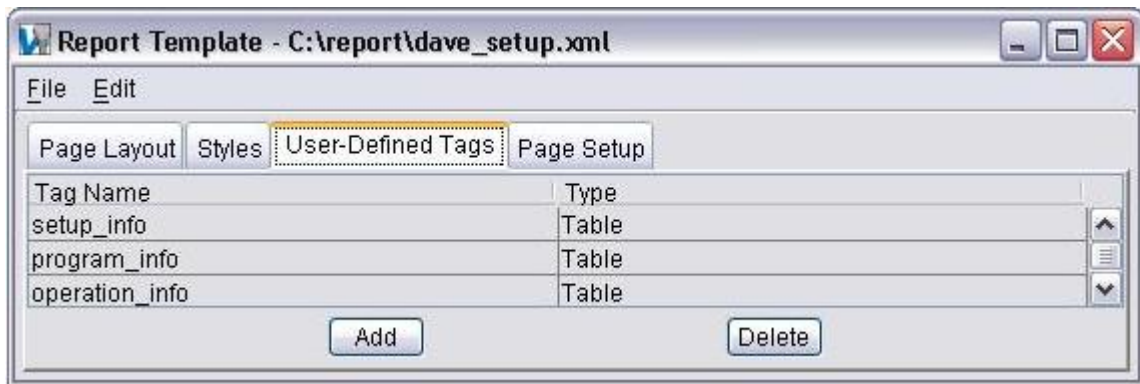 Report Template - C:\report\dave_setup.xml
File Edit
Page Layout Styles User-Defined Tags Page Setup
Tag Name Type
setup_info Table
program_info Table
operation_info Table
Add Delete